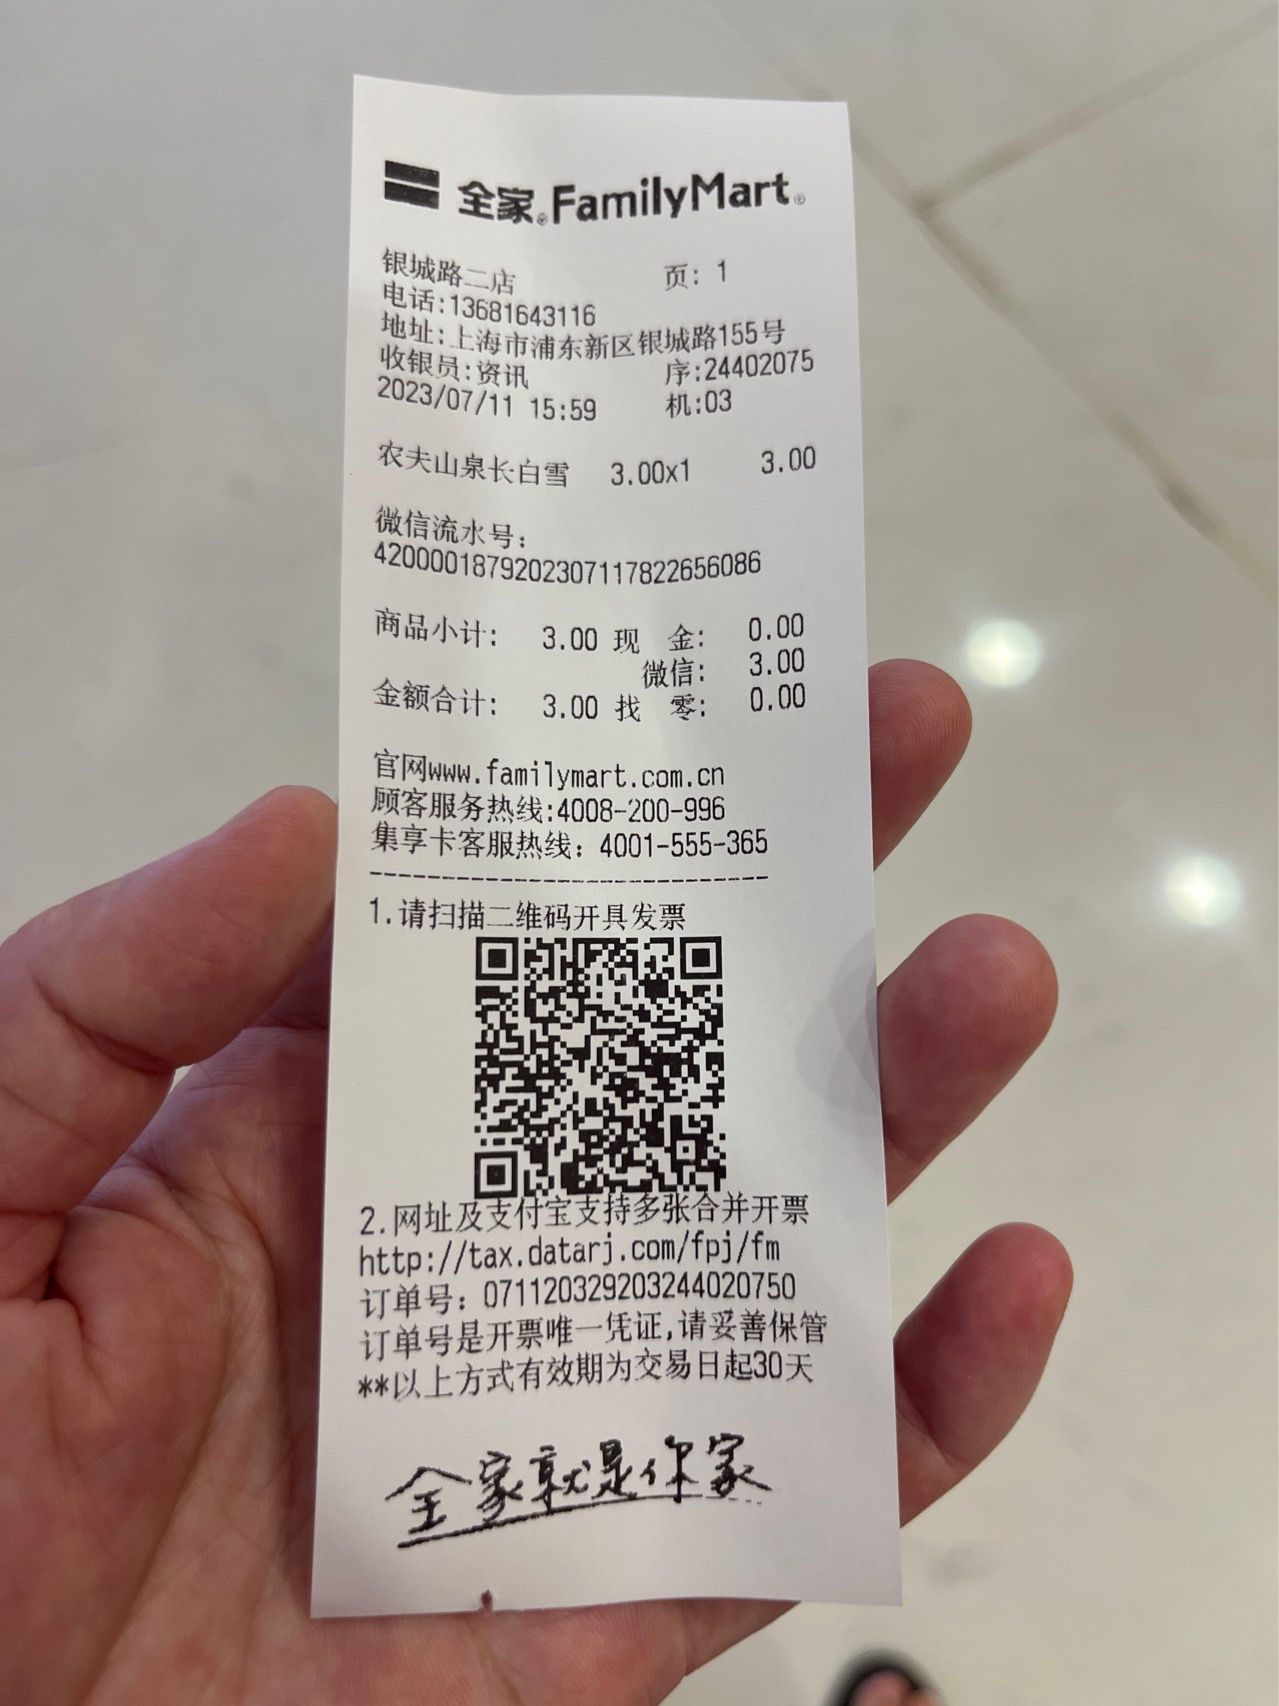 全家 FamilyMart
银城路二店 页: 1
电话:13681643116
地址:上海市浦东新区银城路155号
收银员:资讯 序:24402075
2023/07/11 15:59 机:03
农夫山泉长白雪 3.00x1 3.00
微信流水号:
4200001879202307117822656086
商品小计: 3.00 现 金: 0.00
微信: 3.00
金额合计: 3.00 找 零: 0.00
官网www.familymart.com.cn
顾客服务热线:4008-200-996
集享卡客服热线: 4001-555-365
----------------------------
1.请扫描二维码开具发票
2.网址及支付宝支持多张合并开票
http://tax.datarj.com/fpj/fm
订单号: 071120329203244020750
订单号是开票唯一凭证,请妥善保管
**以上方式有效期为交易日起30天
全家就是你家